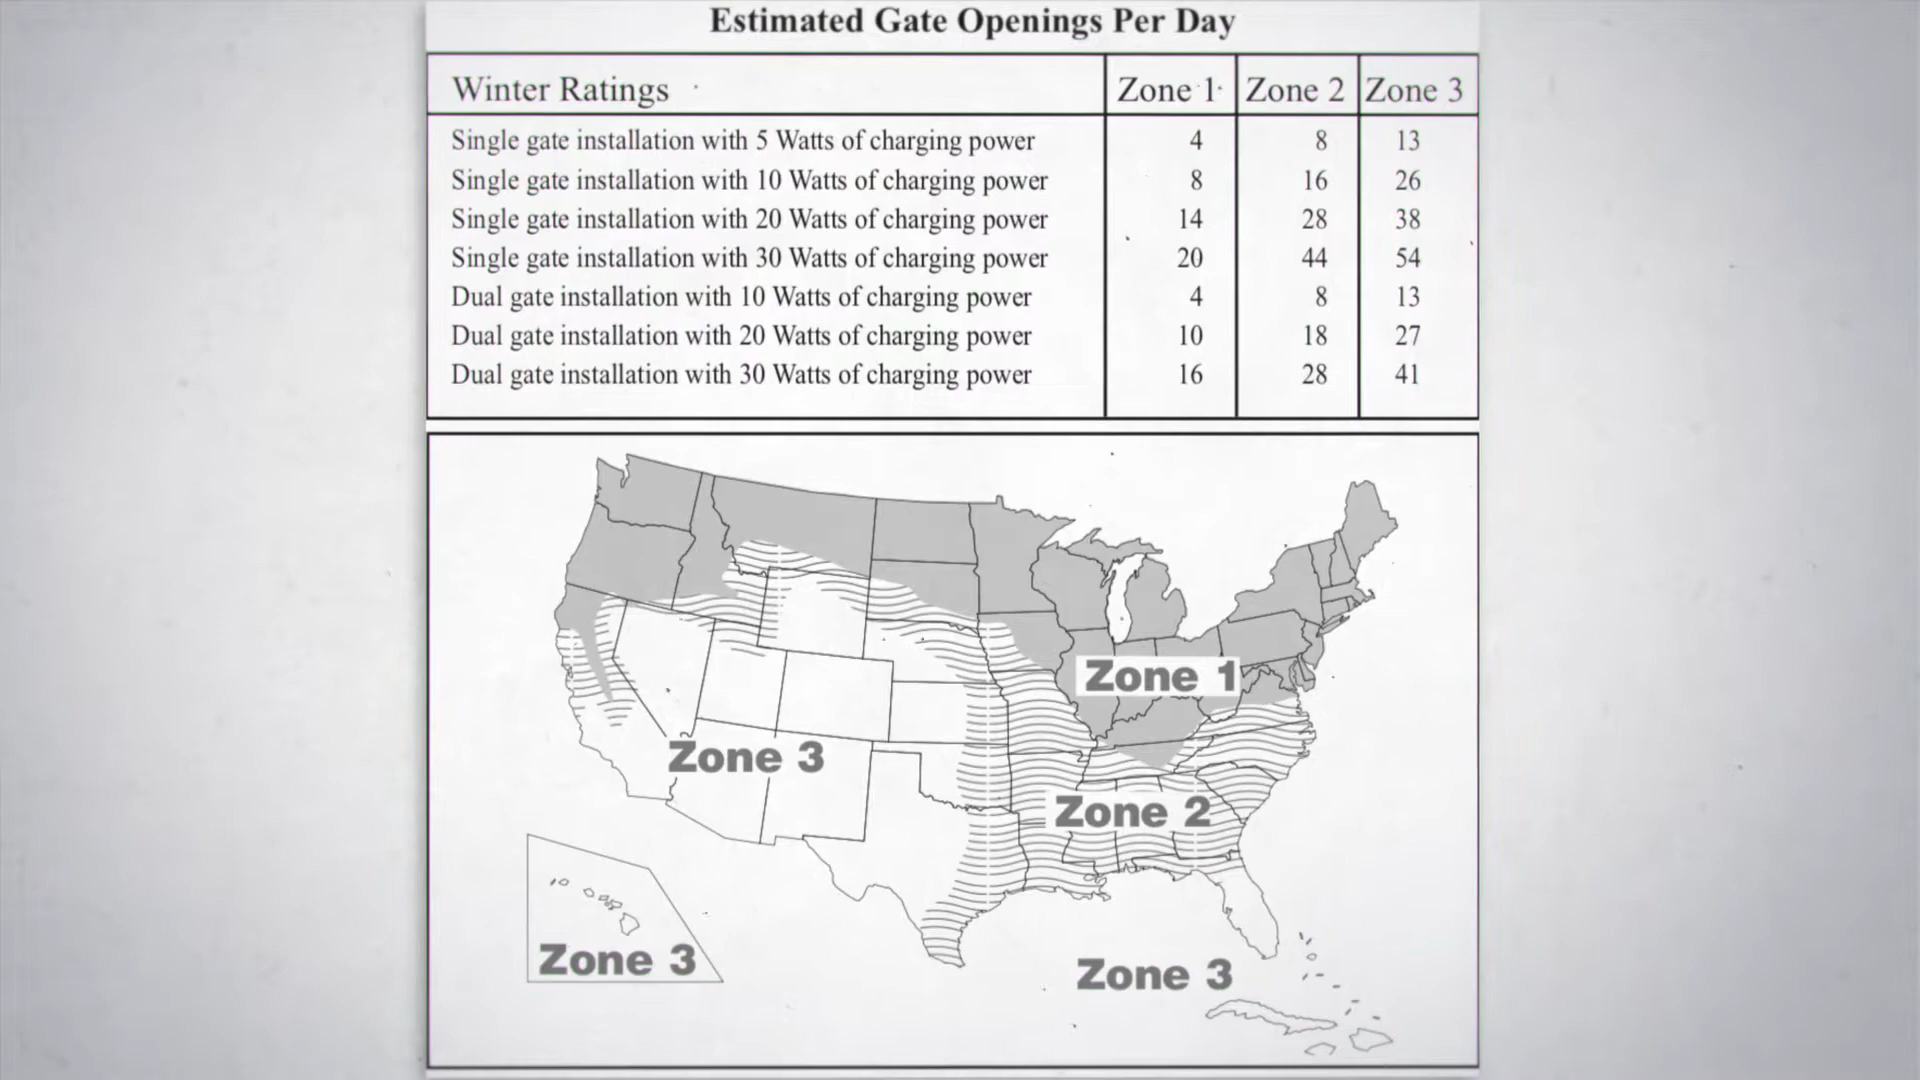 Estimated Gate Openings Per Day
Winter Ratings Zone 1 Zone 2 Zone 3
Single gate installation with 5 Watts of charging power 4 8 13
Single gate installation with 10 Watts of charging power 8 16 26
Single gate installation with 20 Watts of charging power 14 28 38
Single gate installation with 30 Watts of charging power 20 44 54
Dual gate installation with 10 Watts of charging power 4 8 13
Dual gate installation with 20 Watts of charging power 10 18 27
Dual gate installation with 30 Watts of charging power 16 28 41
Zone 1
Zone 3
Zone 2
Zone 3
Zone 3